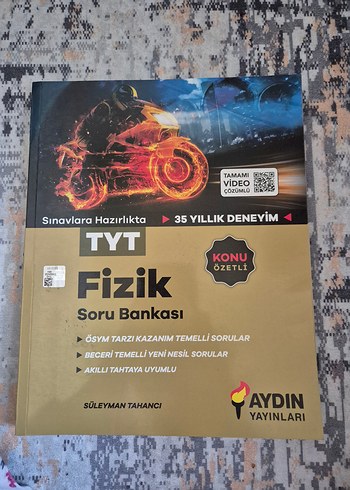 TAMAMI
VİDEO
ÇÖZÜMLÜ
Sınavlara Hazırlıkta
35 YILLIK DENEYİM
TYT
KONU
ÖZETLİ
Fizik
Soru Bankası
ÖSYM TARZI KAZANIM TEMELLİ SORULAR
BECERİ TEMELLİ YENİ NESİL SORULAR
AKILLI TAHTAYA UYUMLU
SÜLEYMAN TAHANCI
AYDIN
YAYINLARI